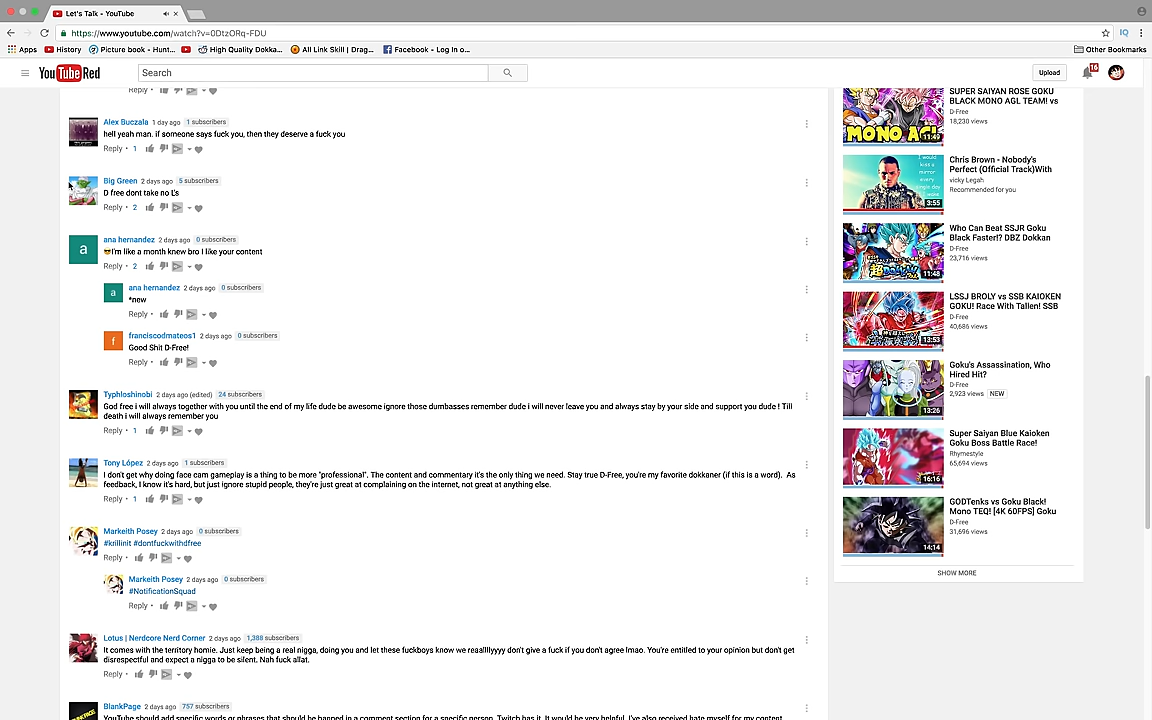 Let's Talk - YouTube
https://www.youtube.com/watch?v=0DtzORq-FDU
Apps
History
Picture book - Hunt...
High Quality Dokka...
All Link Skill | Drag...
Facebook - Log In o...
Other Bookmarks
YouTube Red
Search
Upload
16
Reply •
Alex Buczala 1 day ago 1 subscribers
hell yeah man. if someone says fuck you, then they deserve a fuck you
Reply • 1
Big Green 2 days ago 5 subscribers
D free dont take no L's
Reply • 2
a
ana hernandez 2 days ago 0 subscribers
😎I'm like a month knew bro I like your content
Reply • 2
a
ana hernandez 2 days ago 0 subscribers
*new
Reply •
f
franciscodmateos1 2 days ago 0 subscribers
Good Shit D-Free!
Reply •
Typhloshinobi 2 days ago (edited) 24 subscribers
God free i will always together with you until the end of my life dude be awesome ignore those dumbasses remember dude i will never leave you and always stay by your side and support you dude ! Till
death i will always remember you
Reply • 1
Tony López 2 days ago 1 subscribers
I don't get why doing face cam gameplay is a thing to be more "professional". The content and commentary it's the only thing we need. Stay true D-Free, you're my favorite dokkaner (if this is a word). As
feedback, I know it's hard, but just ignore stupid people, they're just great at complaining on the internet, not great at anything else.
Reply • 1
Markeith Posey 2 days ago 0 subscribers
#krillinit #dontfuckwithdfree
Reply •
Markeith Posey 2 days ago 0 subscribers
#NotificationSquad
Reply •
Lotus | Nerdcore Nerd Corner 2 days ago 1,388 subscribers
It comes with the territory homie. Just keep being a real nigga, doing you and let these fuckboys know we reallllyyyy don't give a fuck if you don't agree lmao. You're entitled to your opinion but don't get
disrespectful and expect a nigga to be silent. Nah fuck allat.
Reply •
BlankPage 2 days ago 757 subscribers
YouTube should add specific words or phrases that should be banned in a comment section for a specific person. Twitch has it. It would be very helpful. I've also received hate myself for my content
SUPER SAIYAN ROSE GOKU
BLACK MONO AGL TEAM! vs
D-Free
18,230 views
MONO AGL
11:49
Chris Brown - Nobody's
Perfect (Official Track)With
vicky Legah
Recommended for you
I would
kiss a
mirror
every
single day
3:55
Who Can Beat SSJR Goku
Black Faster!? DBZ Dokkan
D-Free
23,716 views
11:48
LSSJ BROLY vs SSB KAIOKEN
GOKU! Race With Tallen! SSB
D-Free
40,686 views
13:53
Goku's Assassination, Who
Hired Hit?
D-Free
2,923 views NEW
13:26
Super Saiyan Blue Kaioken
Goku Boss Battle Race!
Rhymestyle
65,694 views
16:16
GODTenks vs Goku Black!
Mono TEQ! [4K 60FPS] Goku
D-Free
31,696 views
14:14
SHOW MORE